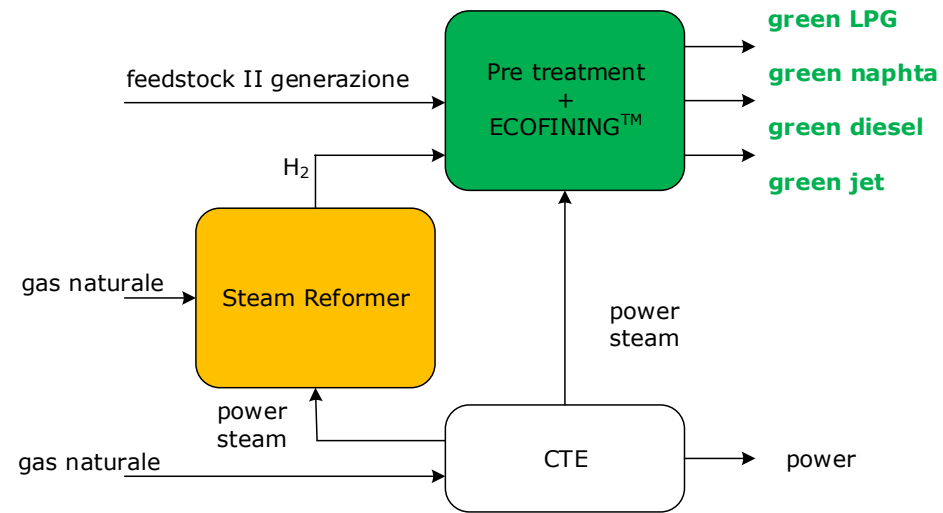 green LPG
feedstock II generazione
Pre treatment
+
ECOFINING™
green naphta
green diesel
green jet
H₂
gas naturale
Steam Reformer
power
steam
power
steam
gas naturale
CTE
power